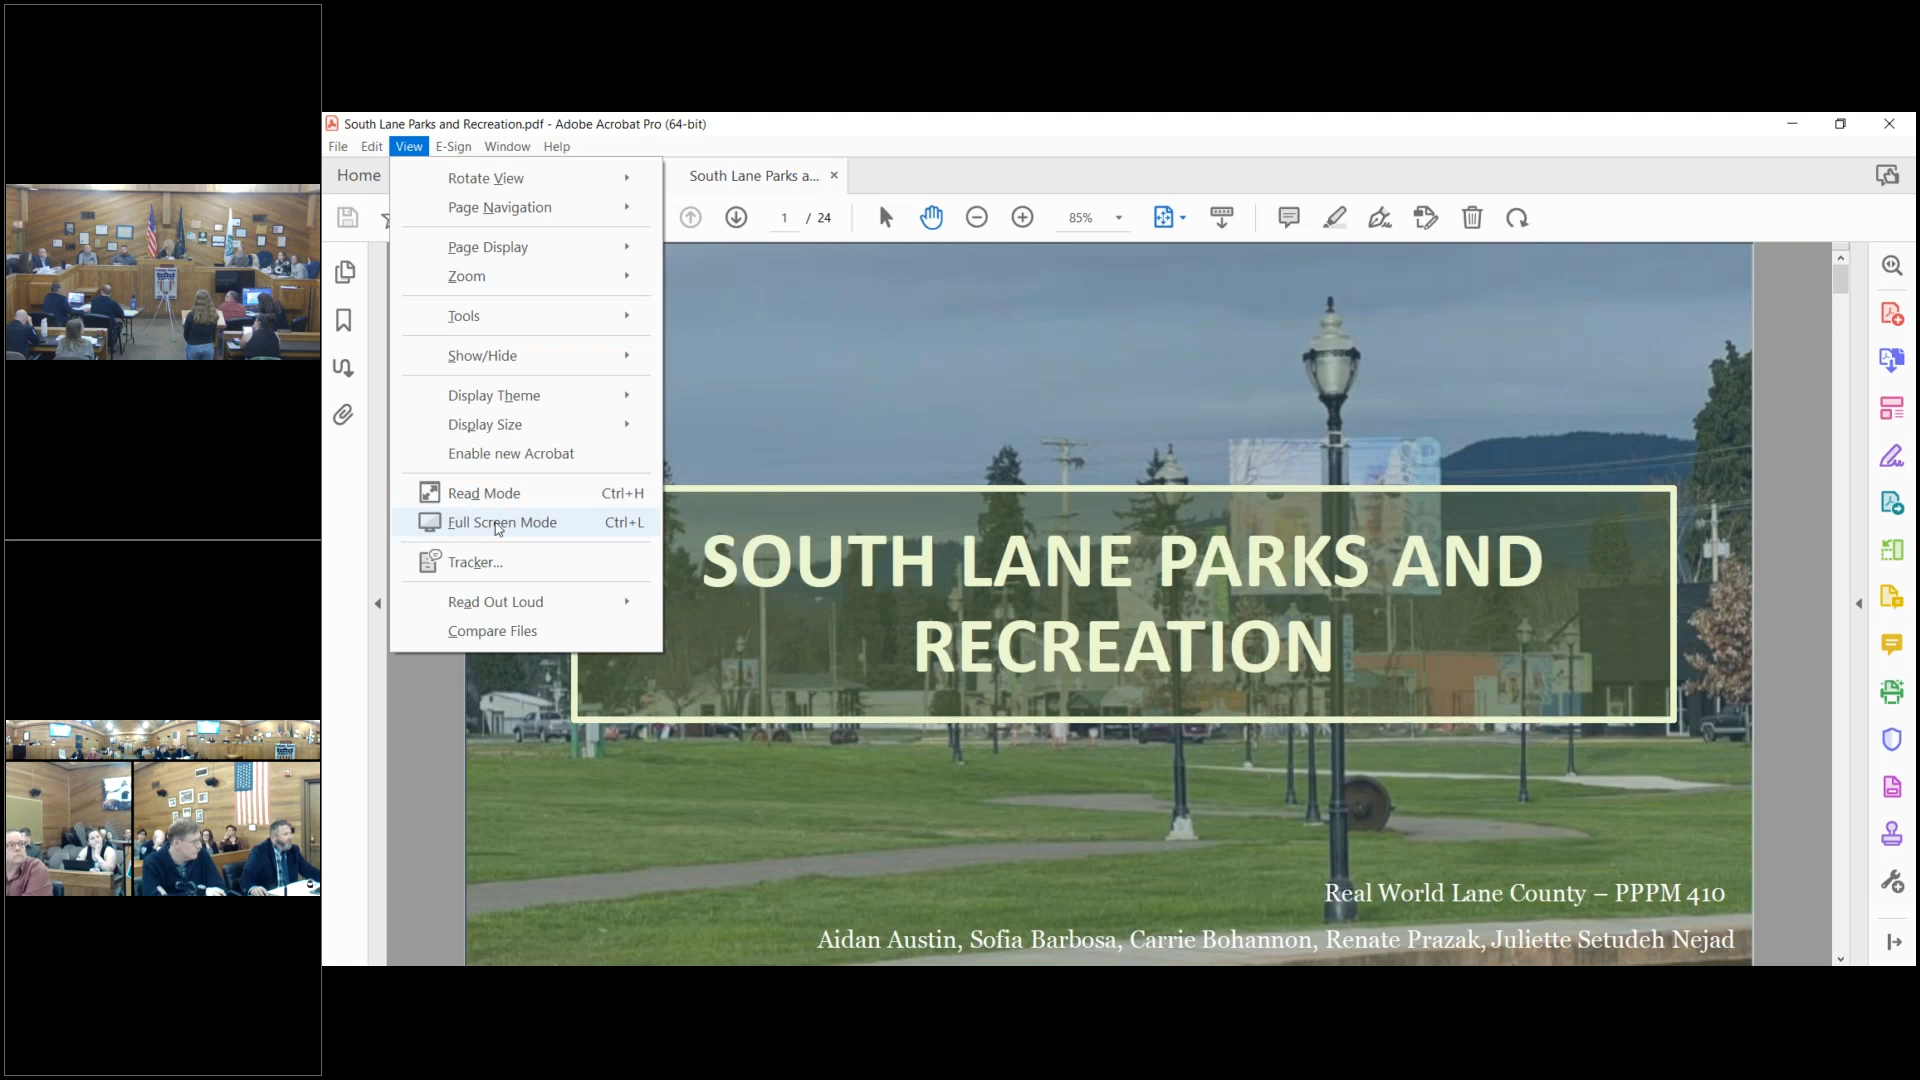 South Lane Parks and Recreation.pdf - Adobe Acrobat Pro (64-bit)
File Edit View E-Sign Window Help
Home
South Lane Parks a...
1 / 24
85%
Rotate View
Page Navigation
Page Display
Zoom
Tools
Show/Hide
Display Theme
Display Size
Enable new Acrobat
Read Mode Ctrl+H
Full Screen Mode Ctrl+L
Tracker...
Read Out Loud
Compare Files
SOUTH LANE PARKS AND
RECREATION
Real World Lane County – PPPM 410
Aidan Austin, Sofia Barbosa, Carrie Bohannon, Renate Prazak, Juliette Setudeh Nejad